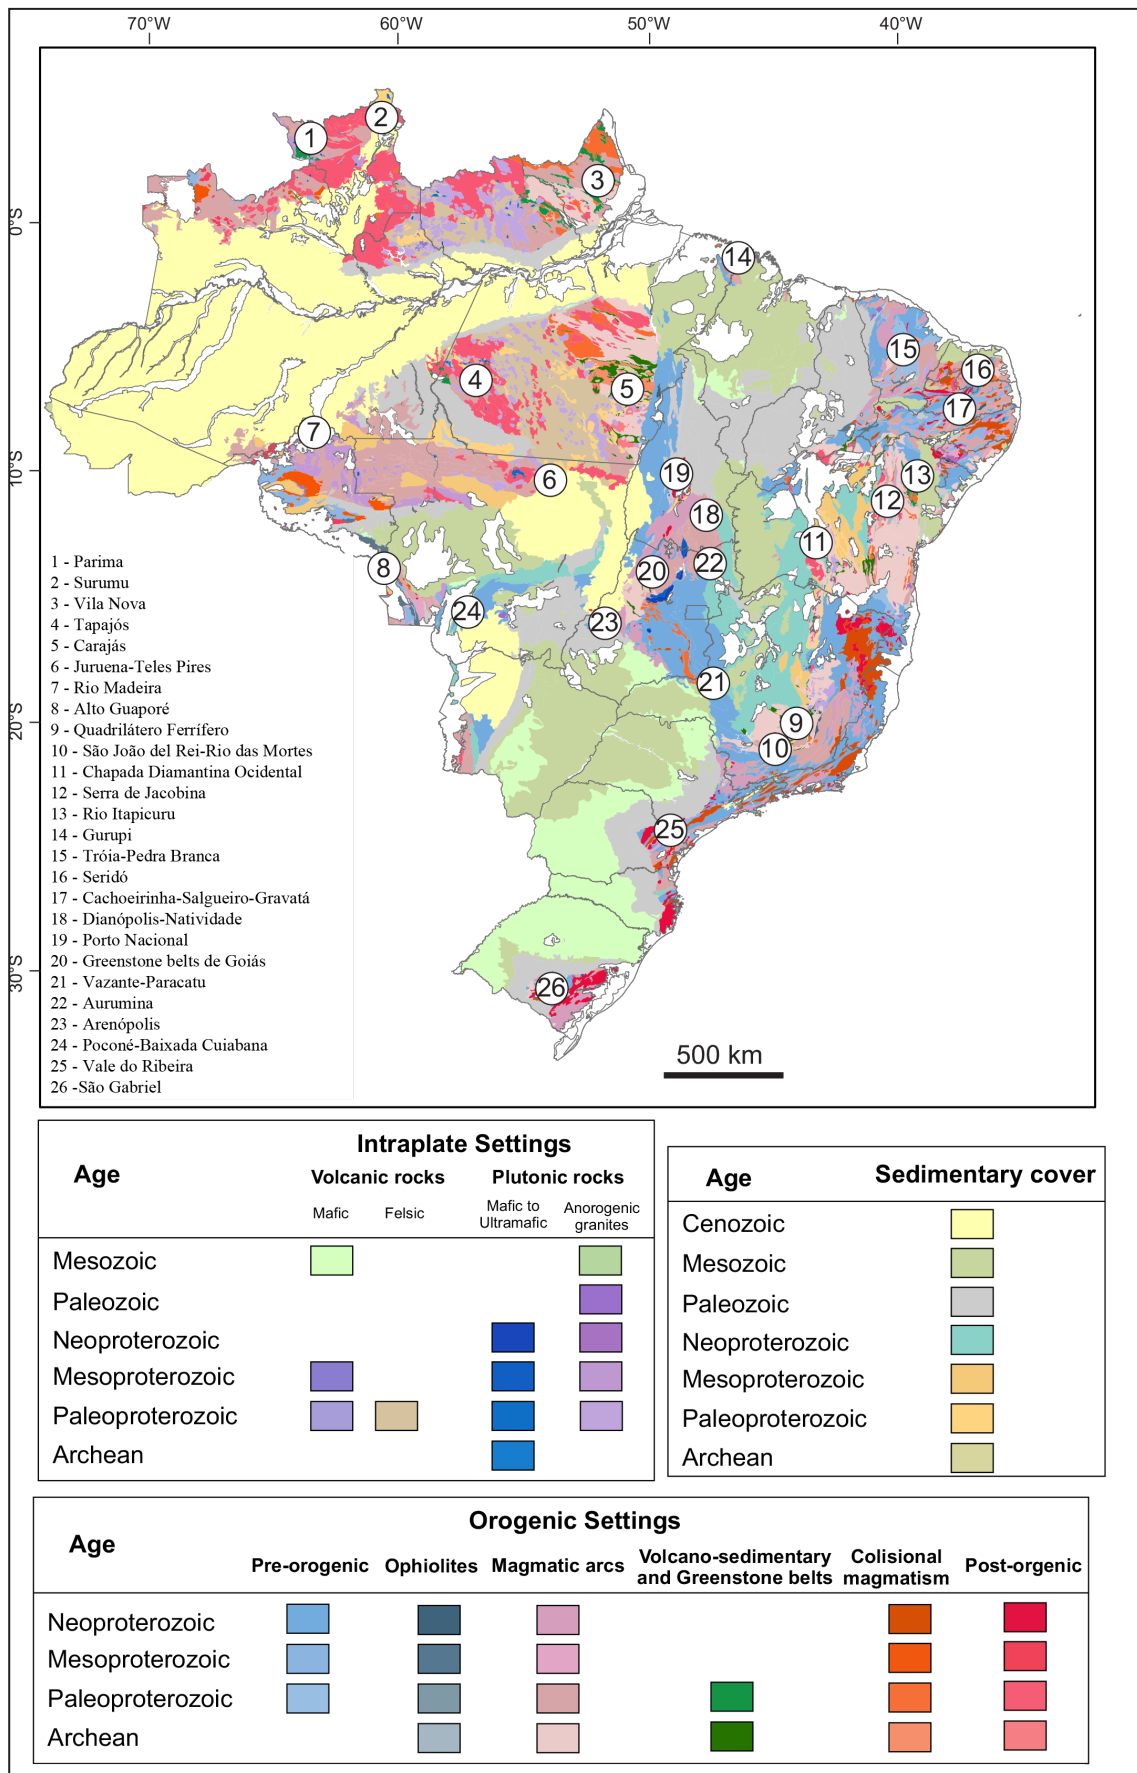 70°W 60°W 50°W 40°W
0°S
10°S
20°S
30°S
1
2
3
14
15
16
4
5
17
7
19
13
6
12
18
11
8
22
20
24
23
21
9
10
25
26
1 - Parima
2 - Surumu
3 - Vila Nova
4 - Tapajós
5 - Carajás
6 - Juruena-Teles Pires
7 - Rio Madeira
8 - Alto Guaporé
9 - Quadrilátero Ferrífero
10 - São João del Rei-Rio das Mortes
11 - Chapada Diamantina Ocidental
12 - Serra de Jacobina
13 - Rio Itapicuru
14 - Gurupi
15 - Tróia-Pedra Branca
16 - Seridó
17 - Cachoeirinha-Salgueiro-Gravatá
18 - Dianópolis-Natividade
19 - Porto Nacional
20 - Greenstone belts de Goiás
21 - Vazante-Paracatu
22 - Aurumina
23 - Arenópolis
24 - Poconé-Baixada Cuiabana
25 - Vale do Ribeira
26 -São Gabriel
500 km
Intraplate Settings
Age
Volcanic rocks Plutonic rocks
Mafic Felsic Mafic to Ultramafic Anorogenic granites
Mesozoic
Paleozoic
Neoproterozoic
Mesoproterozoic
Paleoproterozoic
Archean
Age Sedimentary cover
Cenozoic
Mesozoic
Paleozoic
Neoproterozoic
Mesoproterozoic
Paleoproterozoic
Archean
Orogenic Settings
Age
Pre-orogenic Ophiolites Magmatic arcs Volcano-sedimentary and Greenstone belts Colisional magmatism Post-orgenic
Neoproterozoic
Mesoproterozoic
Paleoproterozoic
Archean